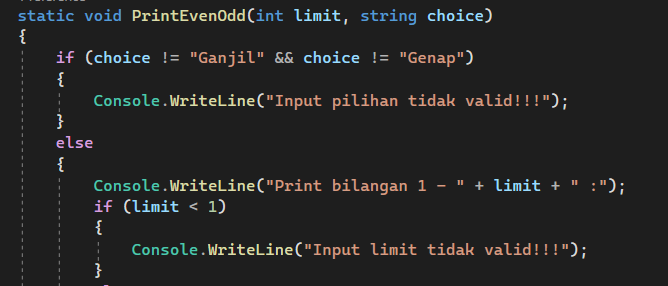 static void PrintEvenOdd(int limit, string choice)
{
if (choice != "Ganjil" && choice != "Genap")
{
Console.WriteLine("Input pilihan tidak valid!!!");
}
else
{
Console.WriteLine("Print bilangan 1 - " + limit + " :");
if (limit < 1)
{
Console.WriteLine("Input limit tidak valid!!!");
}